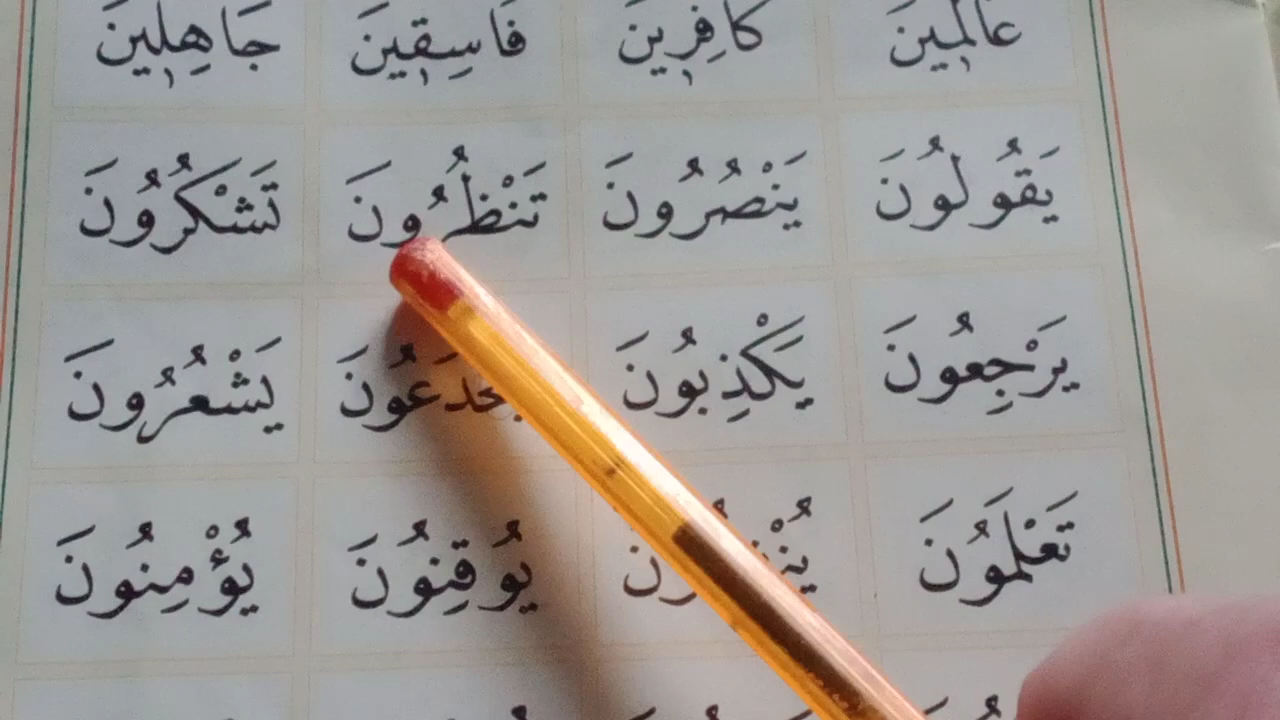 عَالَمِينَ كَافِرِينَ فَاسِقِينَ جَاهِلِينَ
يَقُولُونَ يَنْصُرُونَ تَنْظُرُونَ تَشْكُرُونَ
يَرْجِعُونَ يَكْذِبُونَ يَشْعُرُونَ
تَعْلَمُونَ يُوقِنُونَ يُؤْمِنُونَ